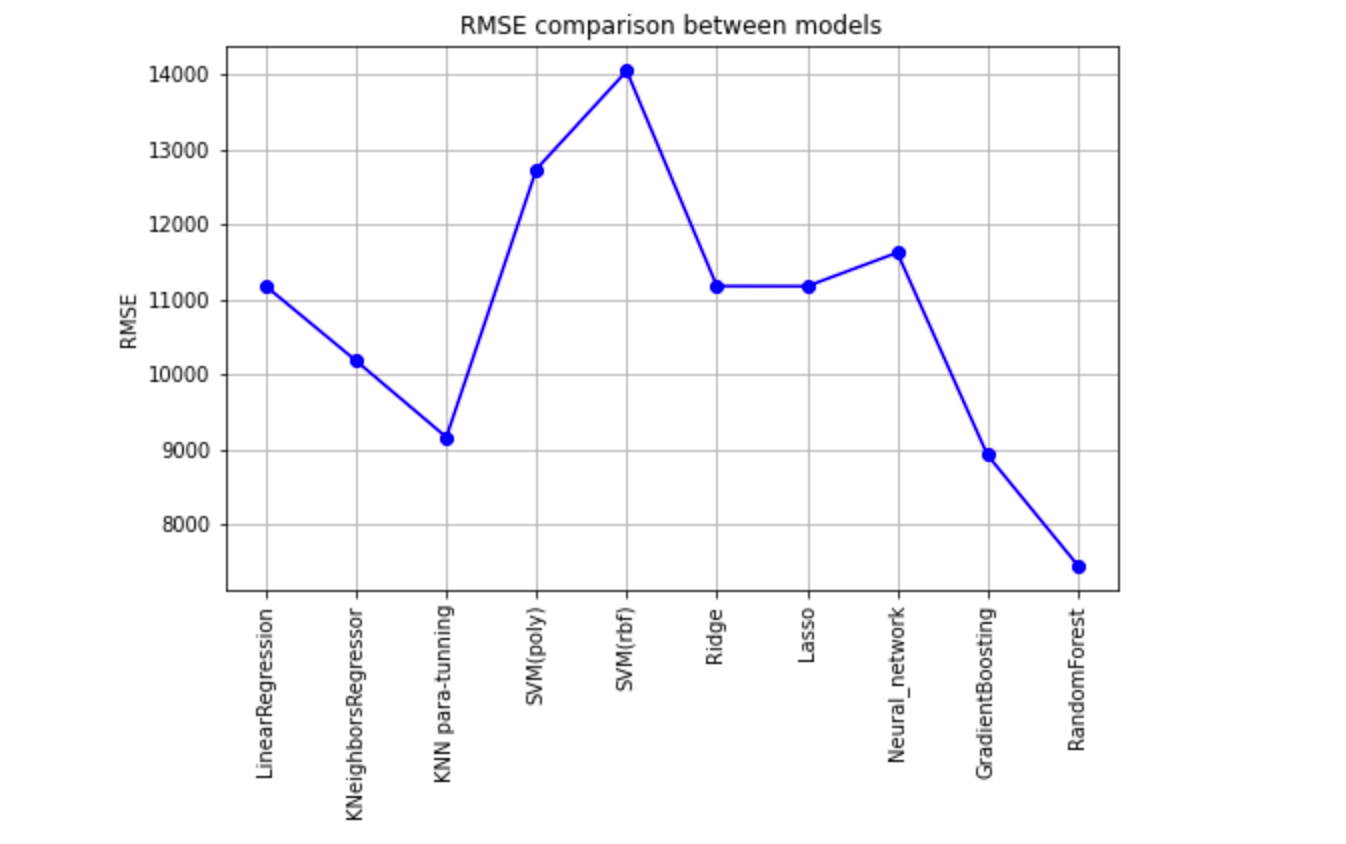 RMSE comparison between models
14000
13000
12000
11000
10000
9000
8000
RMSE
LinearRegression
KNeighborsRegressor
KNN para-tunning
SVM(poly)
SVM(rbf)
Ridge
Lasso
Neural_network
GradientBoosting
RandomForest